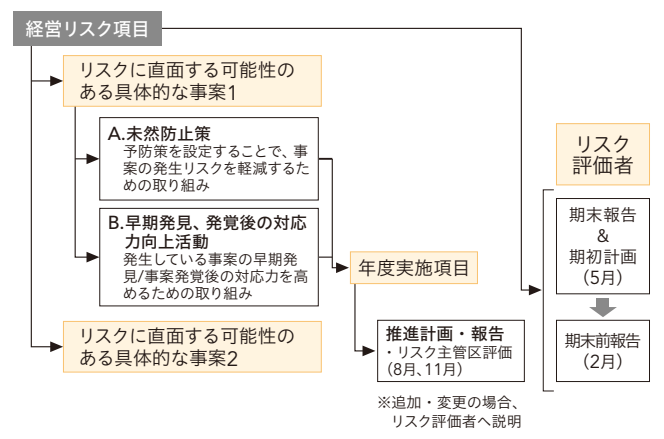 経営リスク項目
リスクに直面する可能性の
ある具体的な事案1
A.未然防止策
予防策を設定することで、事
案の発生リスクを軽減するた
めの取り組み
B.早期発見、発覚後の対応
力向上活動
発生している事案の早期発
見/事案発覚後の対応力を高
めるための取り組み
リスクに直面する可能性の
ある具体的な事案2
年度実施項目
推進計画・報告
・リスク主管区評価
(8月、11月)
※追加・変更の場合、
リスク評価者へ説明
リスク
評価者
期末報告
&
期初計画
(5月)
期末前報告
(2月)